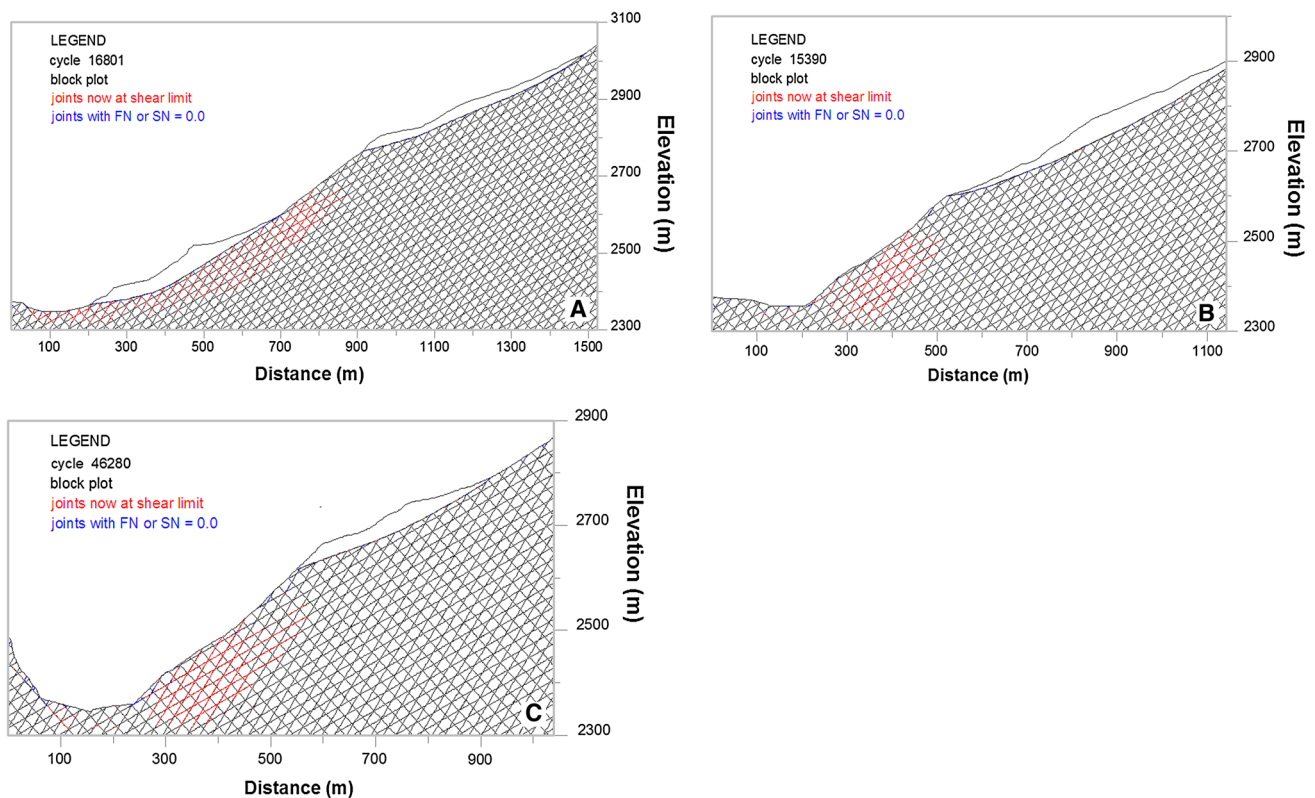 LEGEND
cycle 16801
block plot
joints now at shear limit
joints with FN or SN = 0.0
3100
2900
2700
2500
2300
Elevation (m)
A
100 300 500 700 900 1100 1300 1500
Distance (m)
LEGEND
cycle 15390
block plot
joints now at shear limit
joints with FN or SN = 0.0
2900
2700
2500
2300
Elevation (m)
B
100 300 500 700 900 1100
Distance (m)
LEGEND
cycle 46280
block plot
joints now at shear limit
joints with FN or SN = 0.0
2900
2700
2500
2300
Elevation (m)
C
100 300 500 700 900
Distance (m)